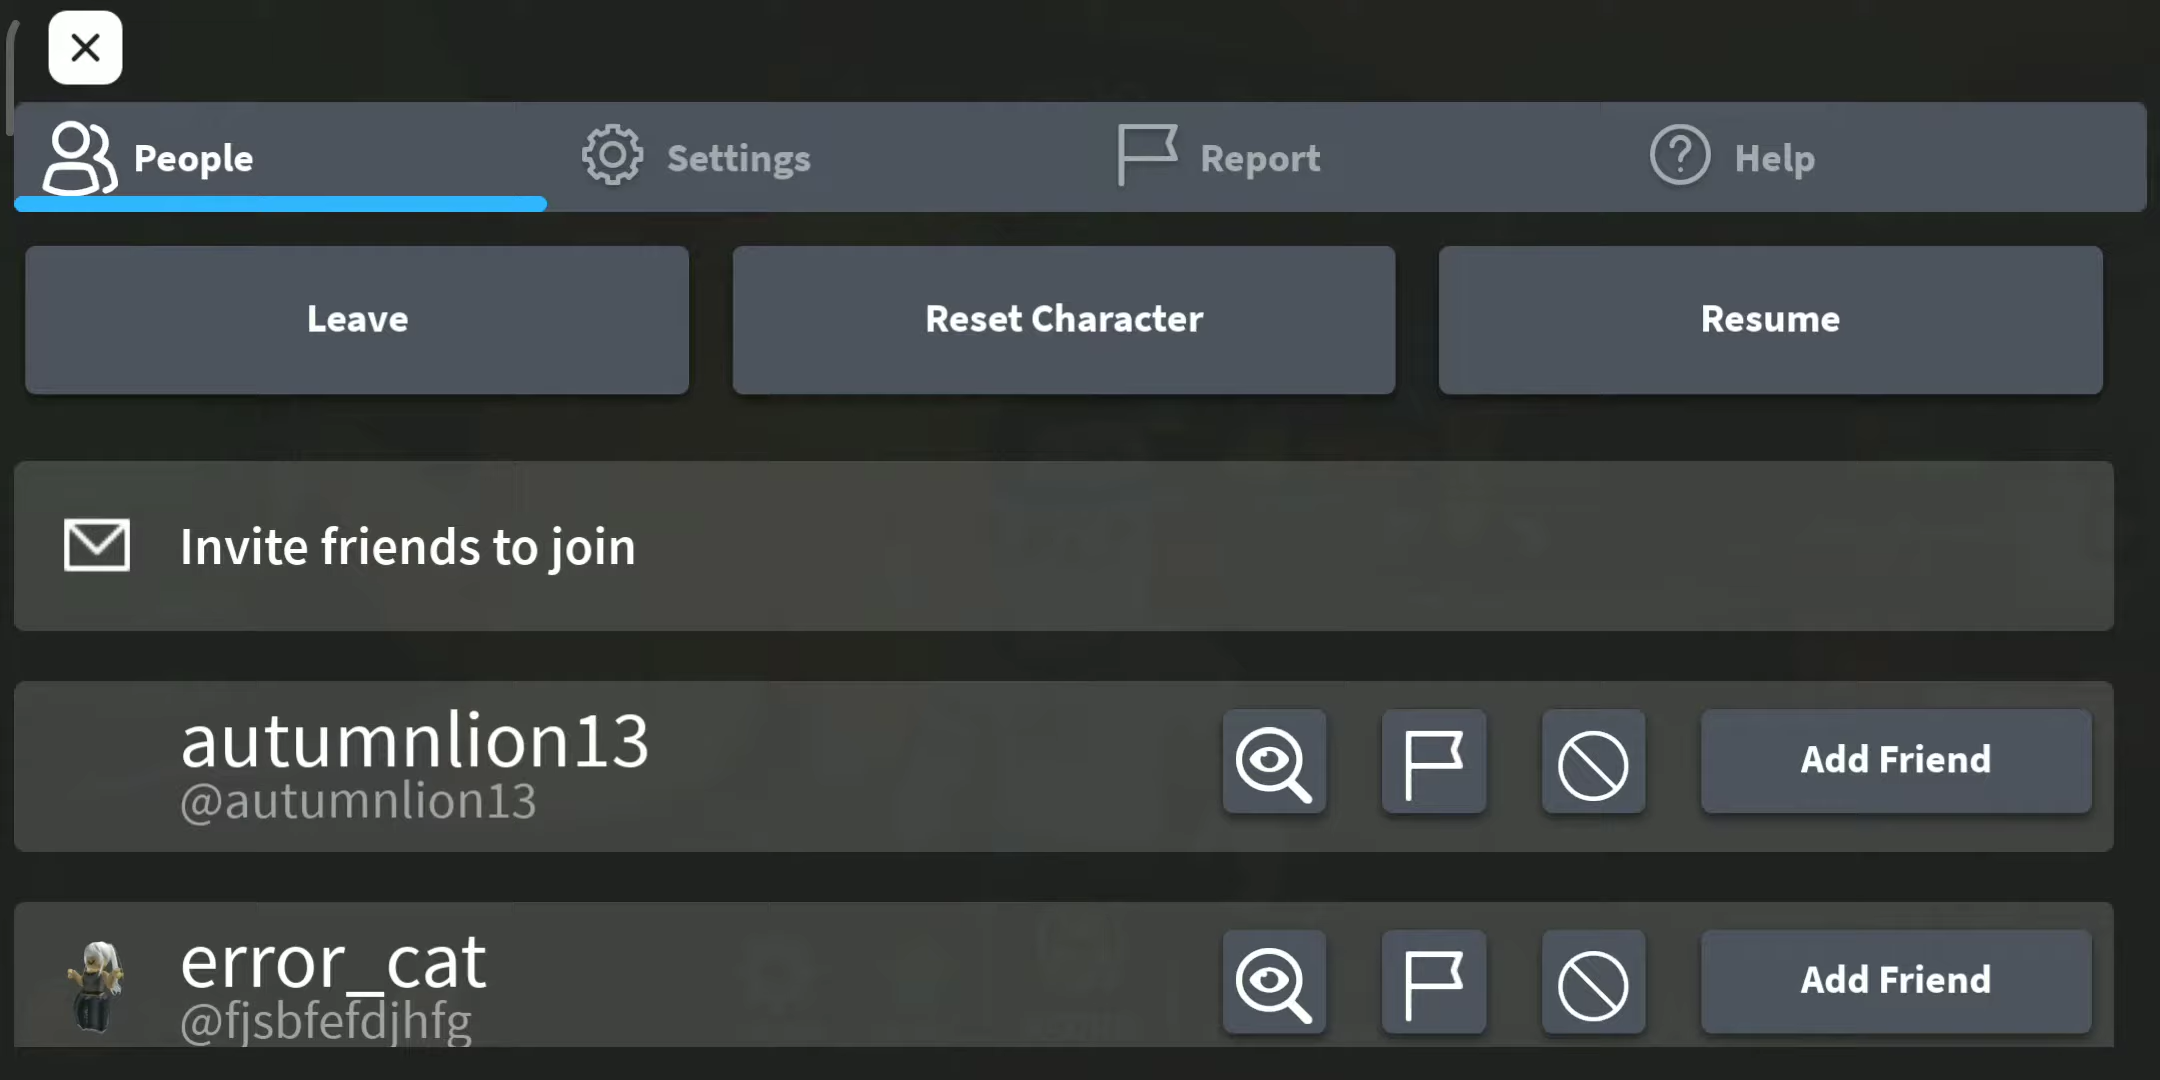 People Settings Report Help
Leave Reset Character Resume
Invite friends to join
autumnlion13
@autumnlion13
Add Friend
error_cat
@fjsbfefdjhfg
Add Friend